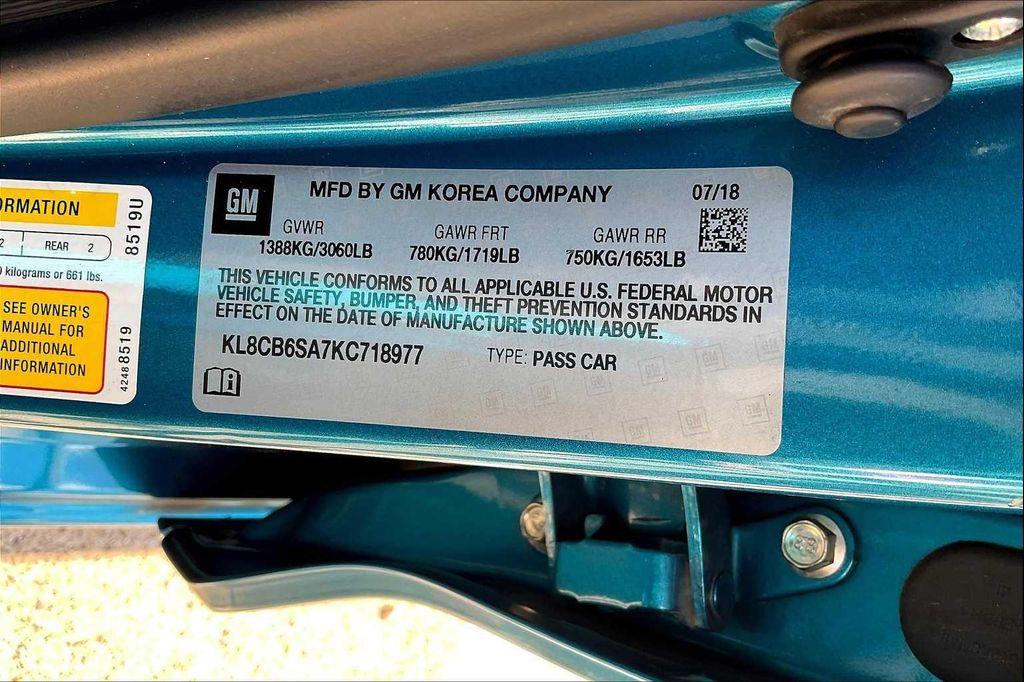 ORMATION
2 REAR 2
0 kilograms or 661 lbs.
SEE OWNER'S
MANUAL FOR
ADDITIONAL
INFORMATION
8519U
42488519
GM
MFD BY GM KOREA COMPANY
07/18
GVWR GAWR FRT GAWR RR
1388KG/3060LB 780KG/1719LB 750KG/1653LB
THIS VEHICLE CONFORMS TO ALL APPLICABLE U.S. FEDERAL MOTOR
VEHICLE SAFETY, BUMPER, AND THEFT PREVENTION STANDARDS IN
EFFECT ON THE DATE OF MANUFACTURE SHOWN ABOVE.
KL8CB6SA7KC718977 TYPE: PASS CAR